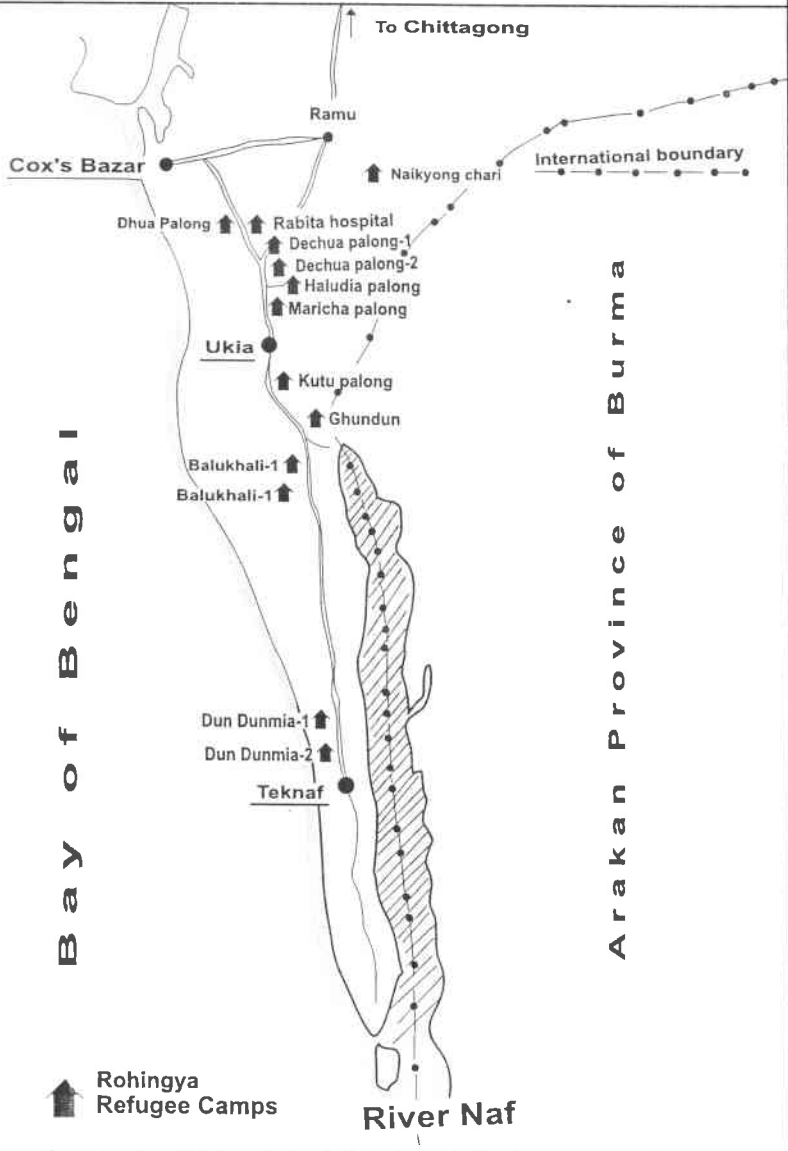 To Chittagong
Ramu
Cox's Bazar
International boundary
Naikyong chari
Dhua Palong
Rabita hospital
Dechua palong-1
Dechua palong-2
Haludia palong
Maricha palong
Ukia
Kutu palong
Ghundun
Balukhali-1
Balukhali-1
Bay of Bengal
Arakan Province of Burma
Dun Dunmia-1
Dun Dunmia-2
Teknaf
Rohingya
Refugee Camps
River Naf